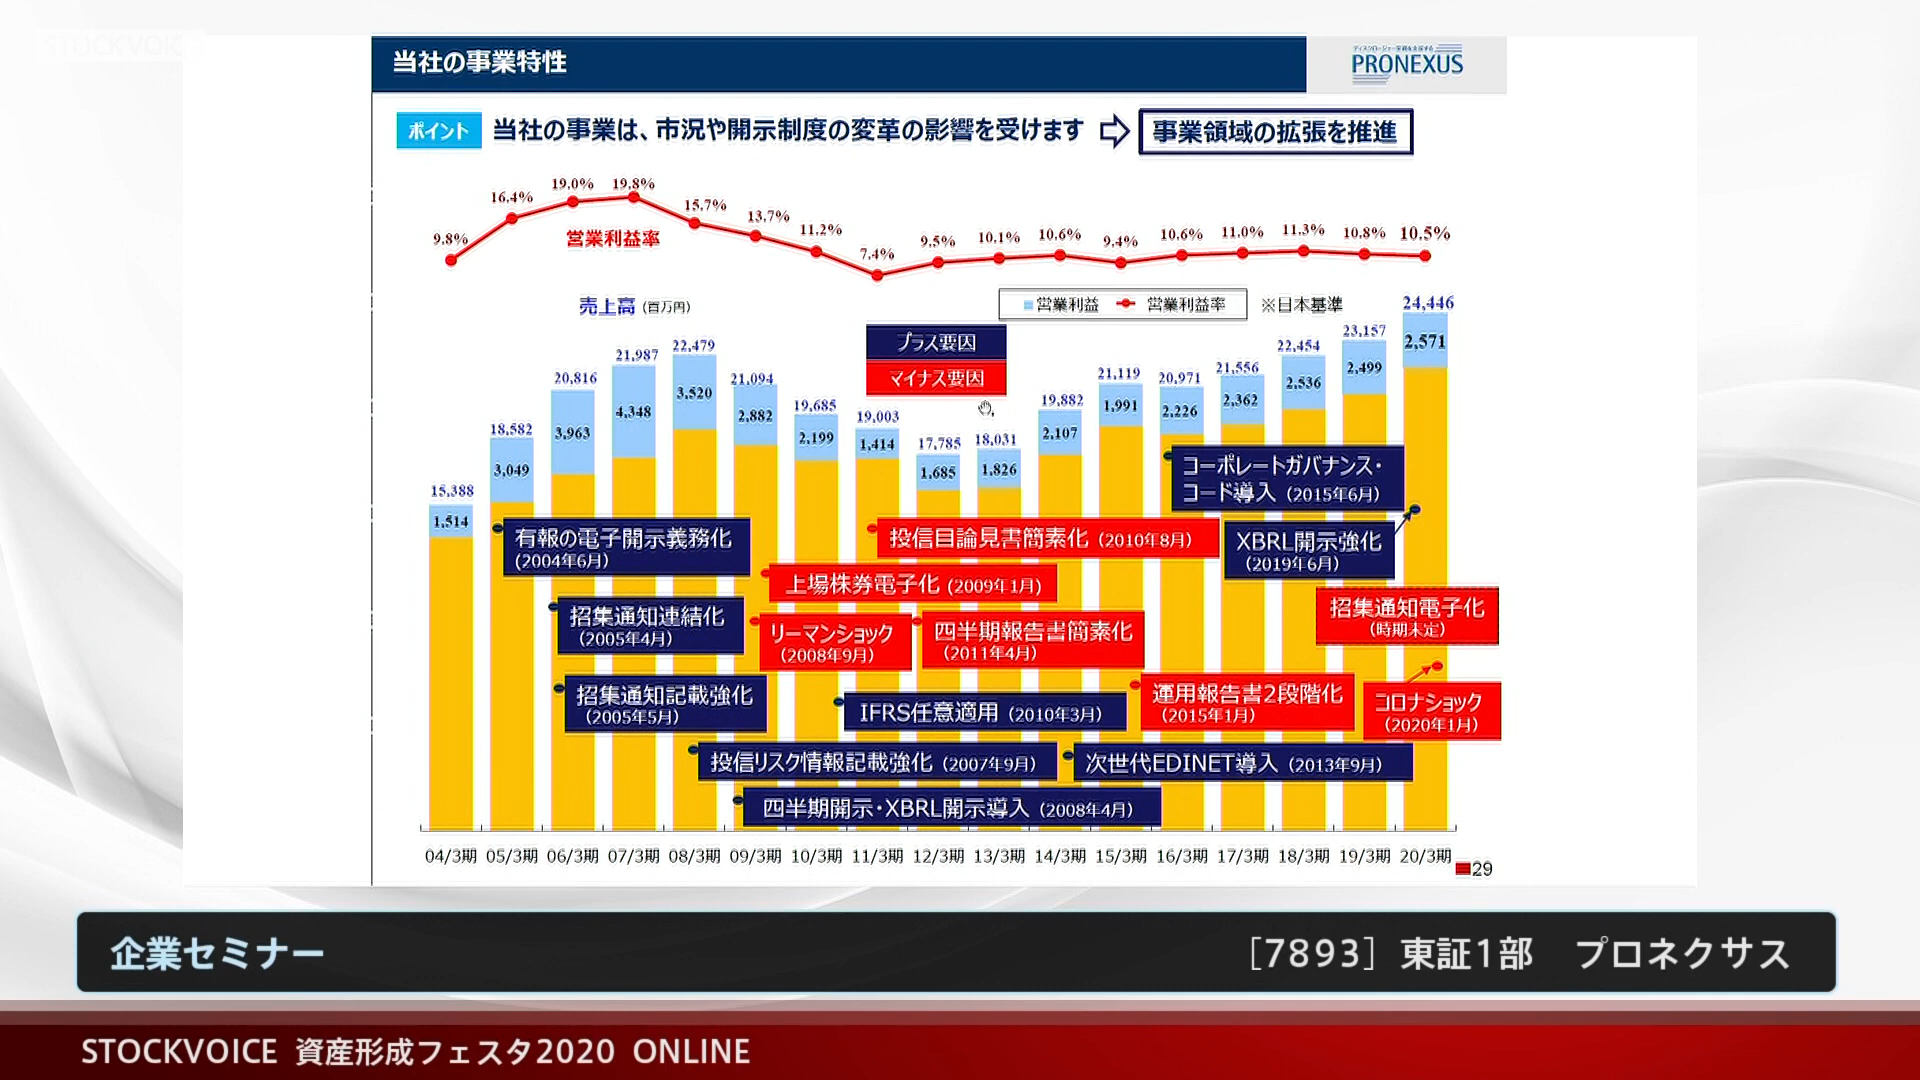 当社の事業特性
ディスクロージャー実務を支援する
PRONEXUS
ポイント
当社の事業は、市況や開示制度の変革の影響を受けます
事業領域の拡張を推進
9.8%
16.4%
19.0%
19.8%
15.7%
13.7%
11.2%
7.4%
9.5%
10.1%
10.6%
9.4%
10.6%
11.0%
11.3%
10.8%
10.5%
営業利益率
売上高 (百万円)
営業利益 営業利益率 ※日本基準
プラス要因
マイナス要因
15,388
18,582
20,816
21,987
22,479
21,094
19,685
19,003
17,785
18,031
19,882
21,119
20,971
21,556
22,454
23,157
24,446
1,514
3,049
3,963
4,348
3,520
2,882
2,199
1,414
1,685
1,826
2,107
1,991
2,226
2,362
2,536
2,499
2,571
コーポレートガバナンス・
コード導入（2015年6月）
有報の電子開示義務化
(2004年6月)
投信目論見書簡素化（2010年8月）
XBRL開示強化
（2019年6月）
上場株券電子化 (2009年1月)
招集通知連結化
（2005年4月）
リーマンショック
（2008年9月）
四半期報告書簡素化
（2011年4月）
招集通知電子化
（時期未定）
招集通知記載強化
（2005年5月）
IFRS任意適用（2010年3月）
運用報告書2段階化
（2015年1月）
コロナショック
（2020年1月）
投信リスク情報記載強化（2007年9月）
次世代EDINET導入（2013年9月）
四半期開示・XBRL開示導入（2008年4月）
04/3期 05/3期 06/3期 07/3期 08/3期 09/3期 10/3期 11/3期 12/3期 13/3期 14/3期 15/3期 16/3期 17/3期 18/3期 19/3期 20/3期
29
企業セミナー
［7893］東証1部　プロネクサス
STOCKVOICE 資産形成フェスタ2020 ONLINE
STOCKVOICE